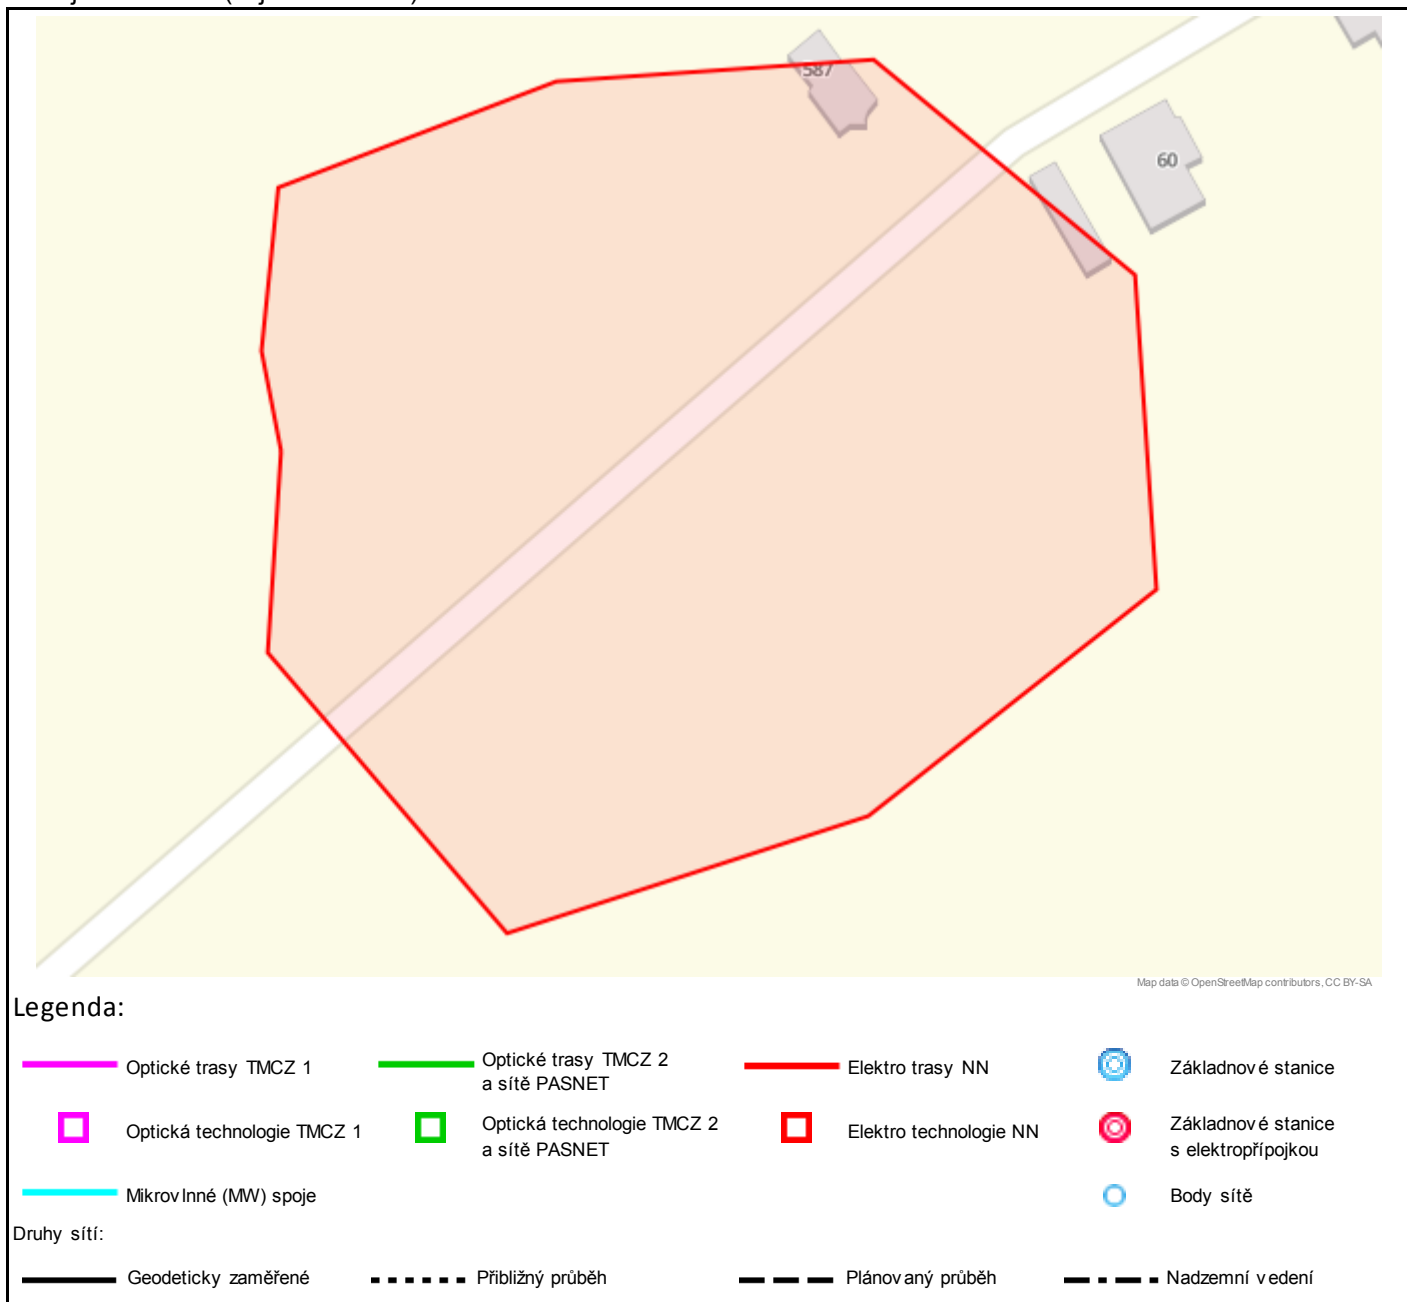 587
60
Map data © OpenStreetMap contributors, CC BY-SA
Legenda:
Optické trasy TMCZ 1
Optické trasy TMCZ 2
a sítě PASNET
Elektro trasy NN
Základnové stanice
Optická technologie TMCZ 1
Optická technologie TMCZ 2
a sítě PASNET
Elektro technologie NN
Základnové stanice
s elektropřípojkou
Mikrovlnné (MW) spoje
Body sítě
Druhy sítí:
Geodeticky zaměřené
Přibližný průběh
Plánovaný průběh
Nadzemní vedení